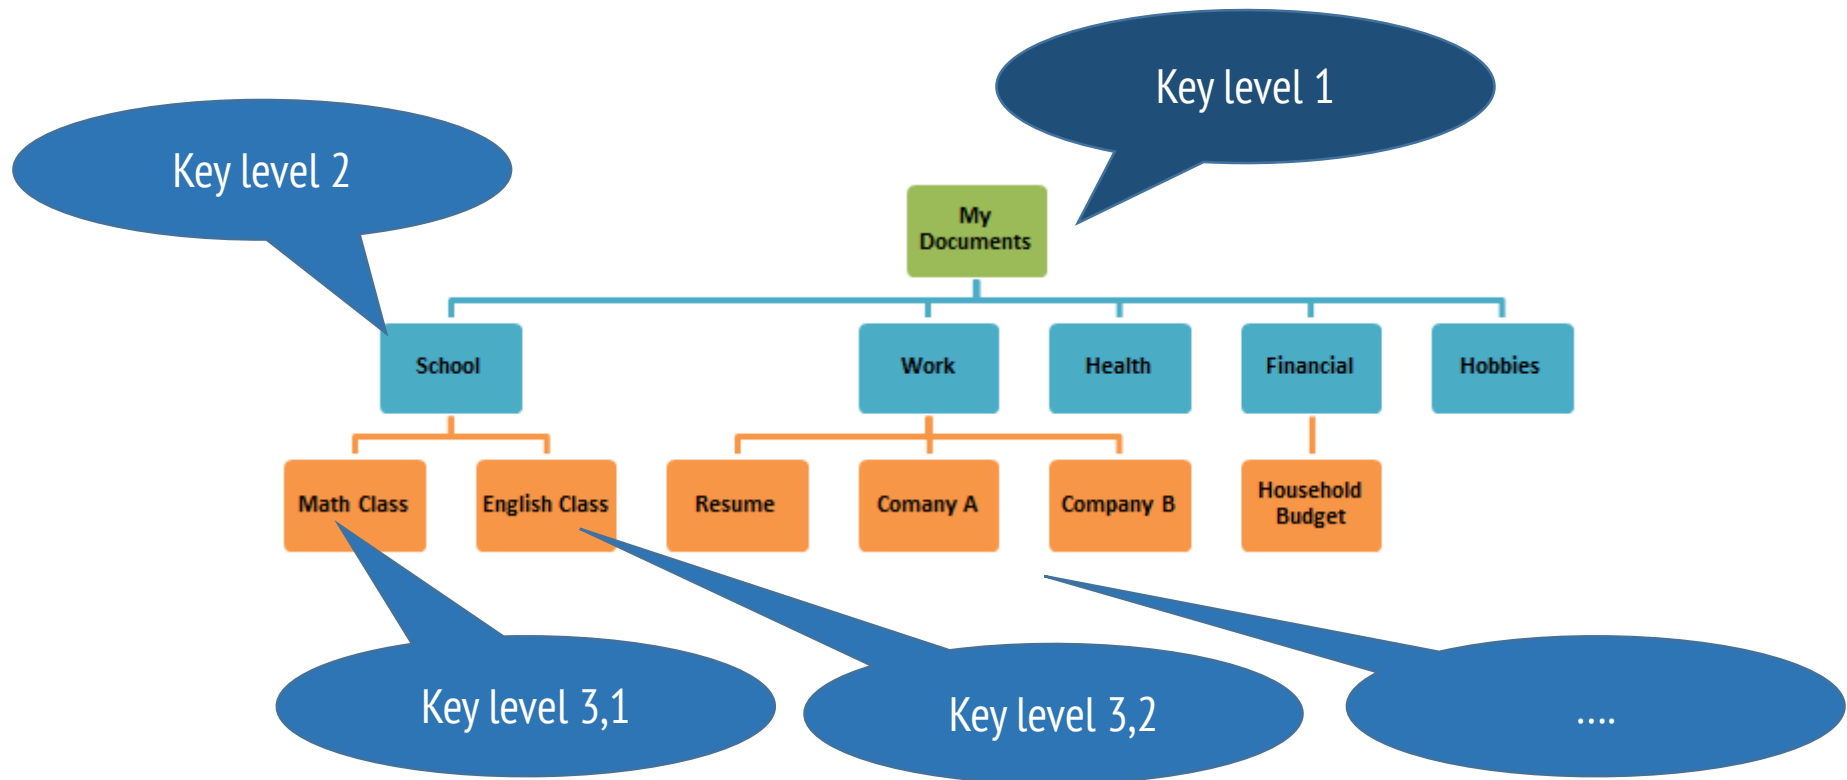 Key level 1
Key level 2
My
Documents
School
Work
Health
Financial
Hobbies
Math Class
English Class
Resume
Comany A
Company B
Household
Budget
Key level 3,1
Key level 3,2
....